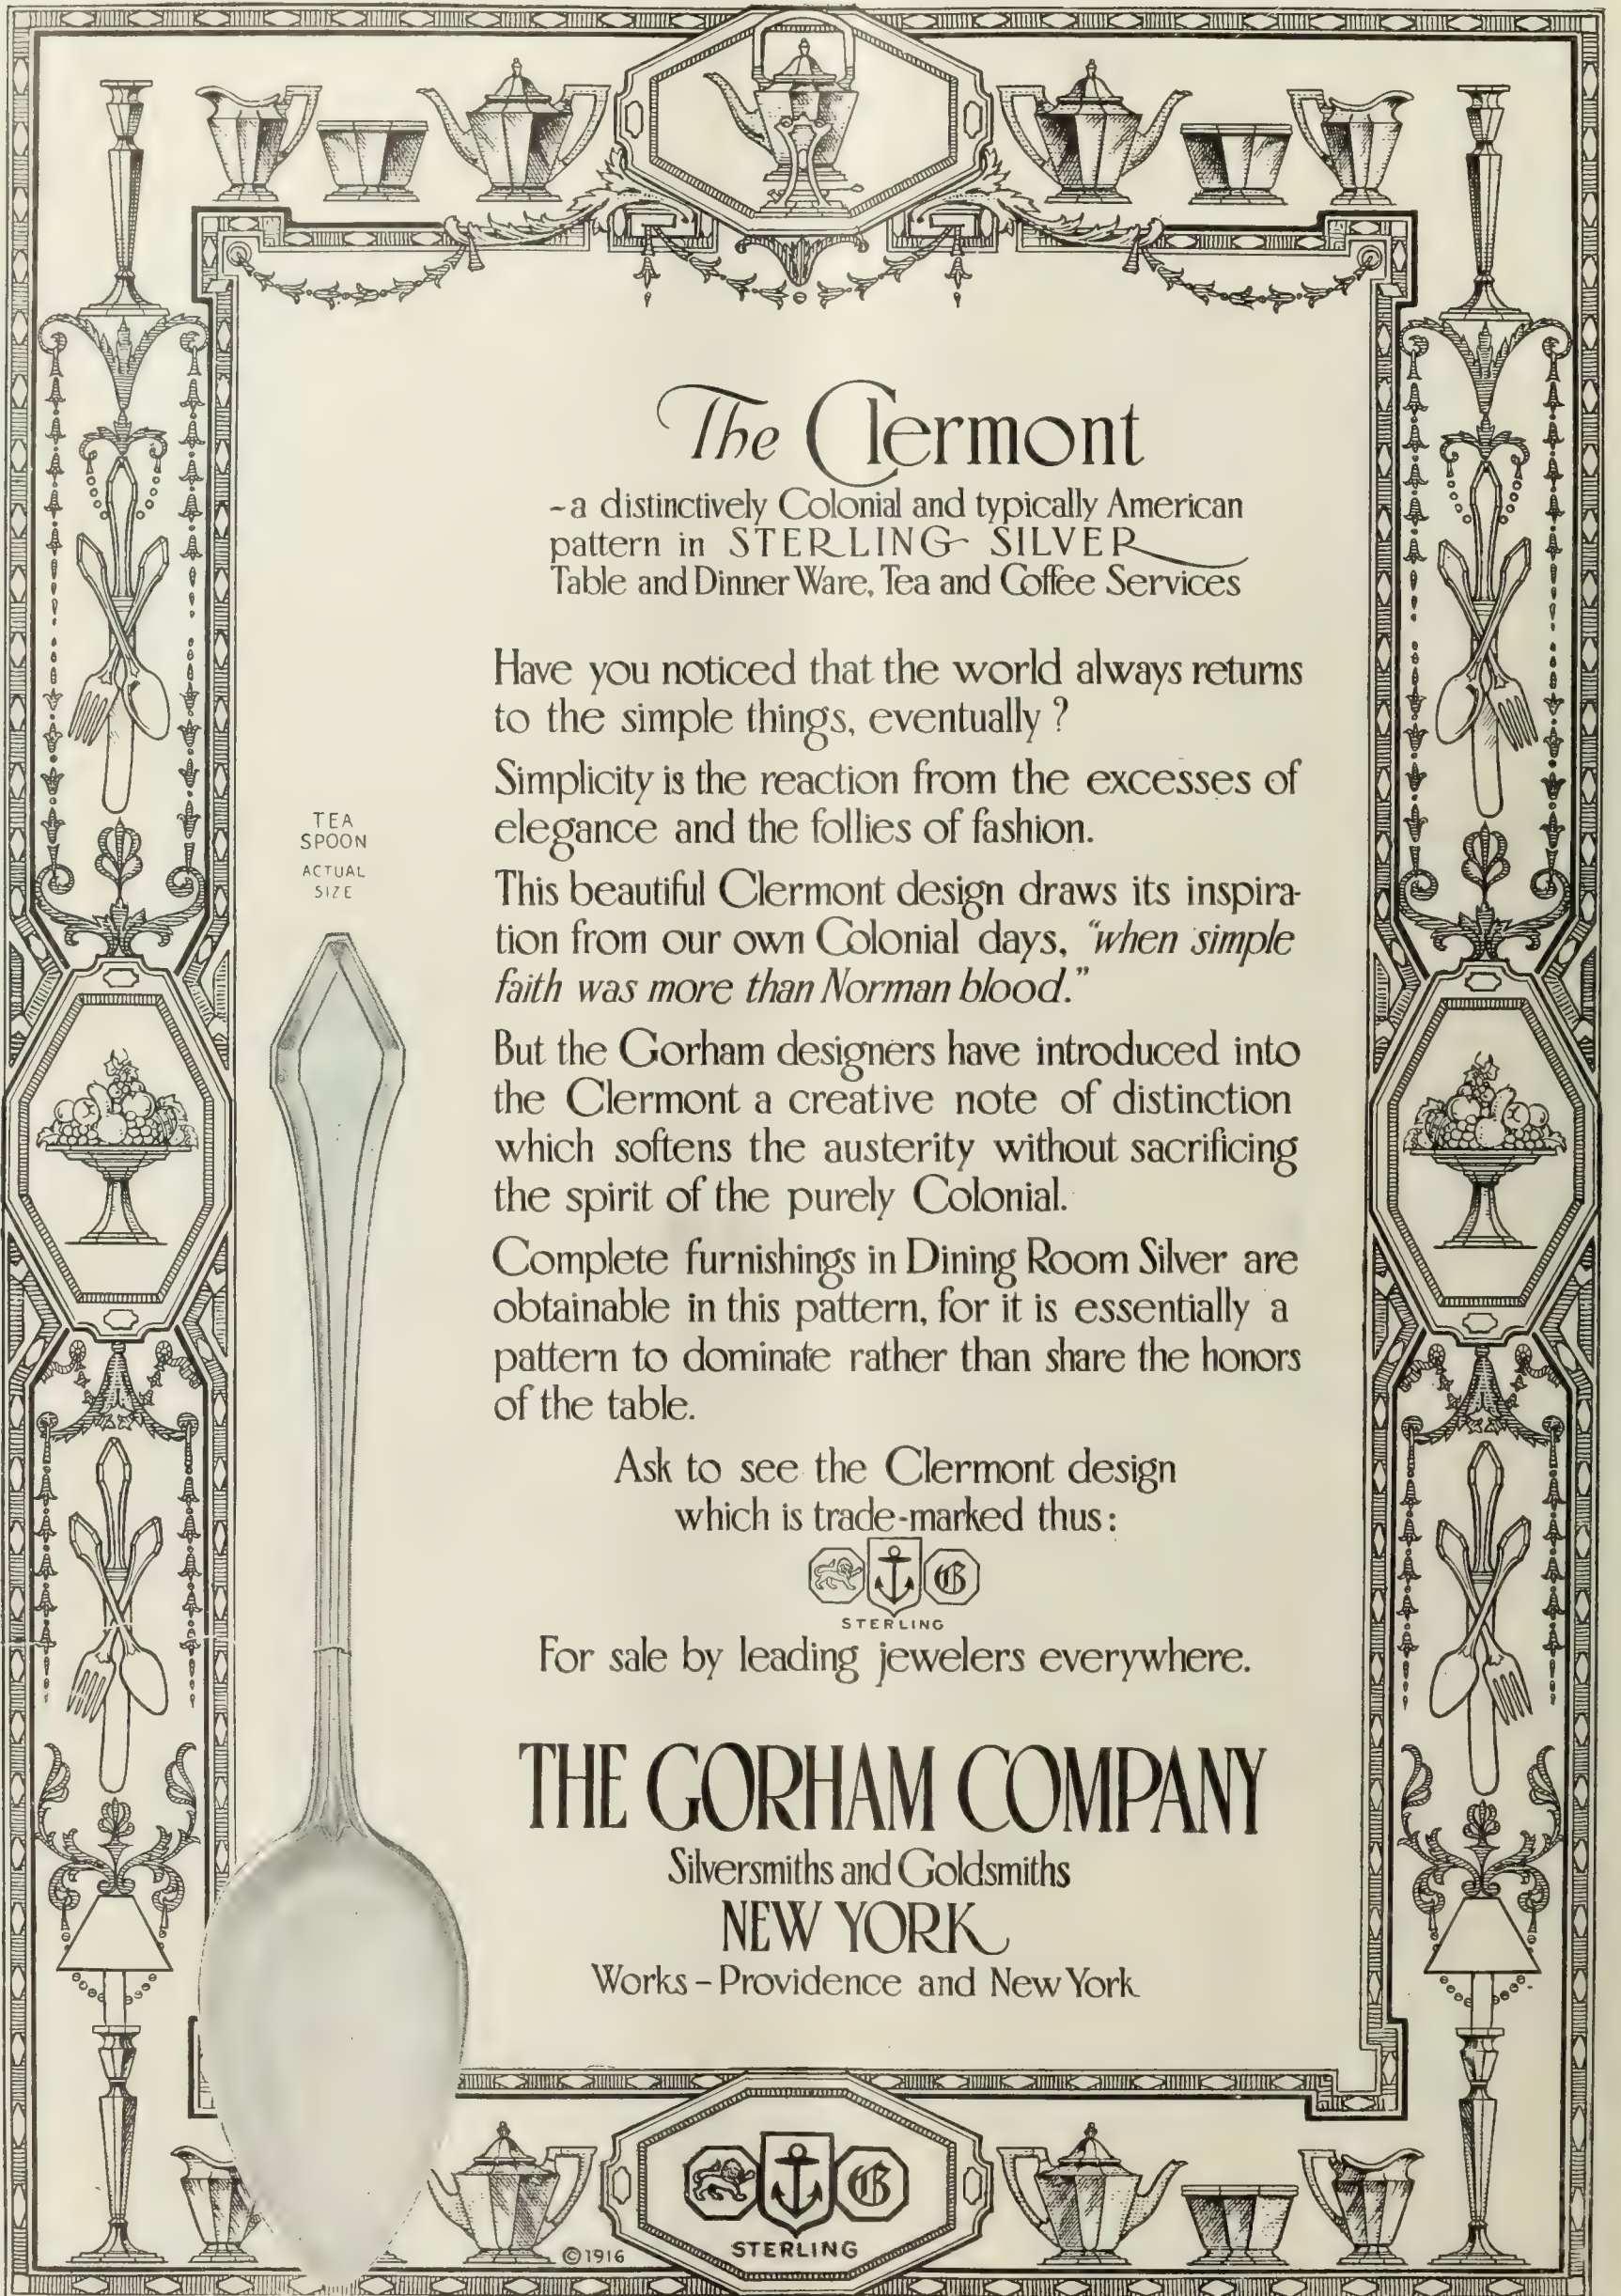 The Clermont
- a distinctively Colonial and typically American
pattern in STERLING SILVER
Table and Dinner Ware, Tea and Coffee Services
Have you noticed that the world always returns
to the simple things, eventually ?
Simplicity is the reaction from the excesses of
elegance and the follies of fashion.
This beautiful Clermont design draws its inspira-
tion from our own Colonial days, “when simple
faith was more than Norman blood.”
But the Gorham designers have introduced into
the Clermont a creative note of distinction
which softens the austerity without sacrificing
the spirit of the purely Colonial.
Complete furnishings in Dining Room Silver are
obtainable in this pattern, for it is essentially a
pattern to dominate rather than share the honors
of the table.
TEA
SPOON
ACTUAL
SIZE
Ask to see the Clermont design
which is trade-marked thus:
G
STERLING
For sale by leading jewelers everywhere.
THE GORHAM COMPANY
Silversmiths and Goldsmiths
NEW YORK
Works – Providence and New York
G
STERLING
©1916